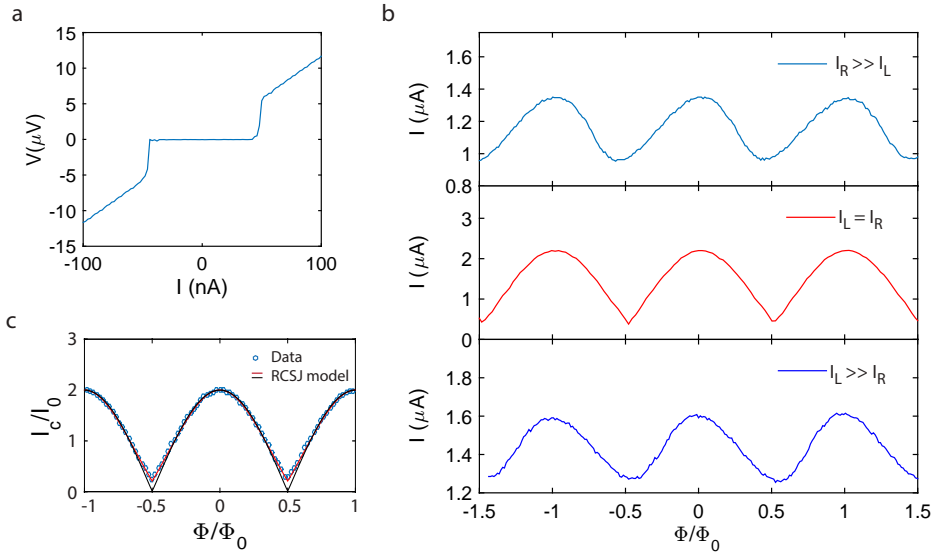 a
15
10
5
0
-5
-10
-15
V(μV)
-100
0
100
I (nA)
b
1.6
1.4
1.2
1
0.8
I (μA)
I_R >> I_L
3
2
1
0
I (μA)
I_L = I_R
1.8
1.6
1.4
1.2
I (μA)
I_L >> I_R
-1.5
-1
-0.5
0
0.5
1
1.5
Φ/Φ_0
c
3
2
1
0
I_c/I_0
Data
RCSJ model
-1
-0.5
0
0.5
1
Φ/Φ_0